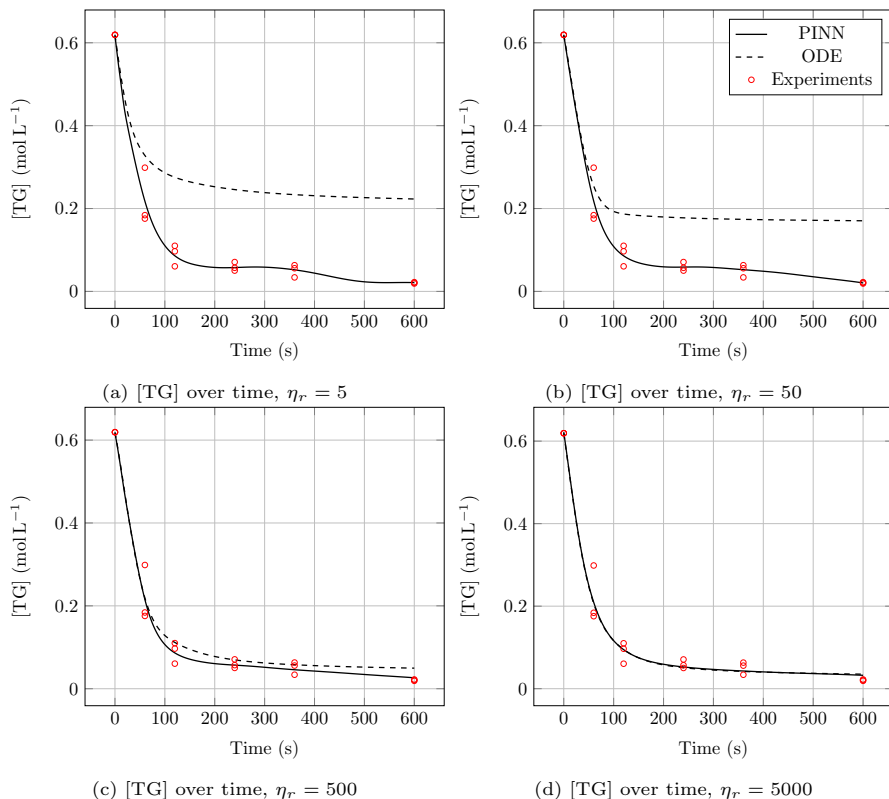 0
0.2
0.4
0.6
[TG] (mol L⁻¹)
0 100 200 300 400 500 600
Time (s)
(a) [TG] over time, ηᵣ = 5
0
0.2
0.4
0.6
[TG] (mol L⁻¹)
PINN
ODE
Experiments
0 100 200 300 400 500 600
Time (s)
(b) [TG] over time, ηᵣ = 50
0
0.2
0.4
0.6
[TG] (mol L⁻¹)
0 100 200 300 400 500 600
Time (s)
(c) [TG] over time, ηᵣ = 500
0
0.2
0.4
0.6
[TG] (mol L⁻¹)
0 100 200 300 400 500 600
Time (s)
(d) [TG] over time, ηᵣ = 5000